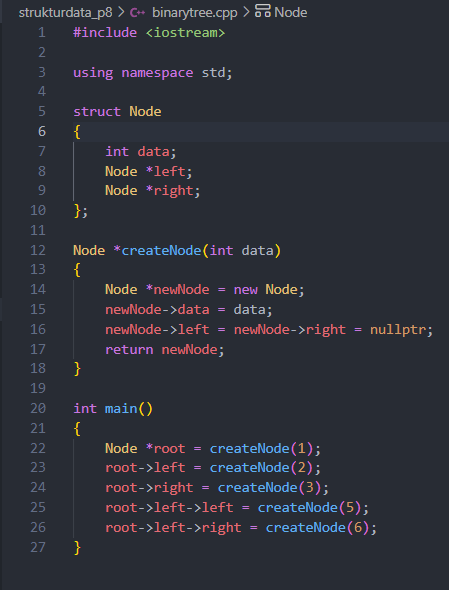 strukturdata_p8 > C++ binarytree.cpp > Node
1 #include <iostream>
2
3 using namespace std;
4
5 struct Node
6 {
7     int data;
8     Node *left;
9     Node *right;
10 };
11
12 Node *createNode(int data)
13 {
14     Node *newNode = new Node;
15     newNode->data = data;
16     newNode->left = newNode->right = nullptr;
17     return newNode;
18 }
19
20 int main()
21 {
22     Node *root = createNode(1);
23     root->left = createNode(2);
24     root->right = createNode(3);
25     root->left->left = createNode(5);
26     root->left->right = createNode(6);
27 }